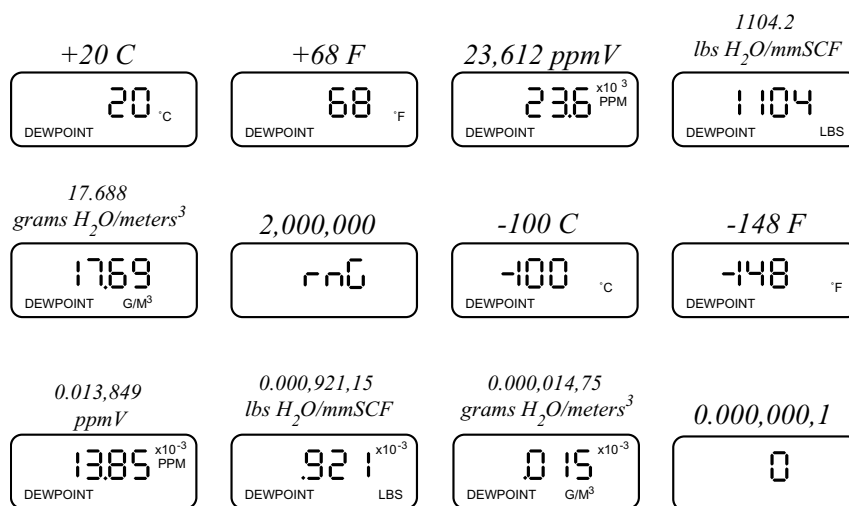 +20 C
20 °C
DEWPOINT
+68 F
68 °F
DEWPOINT
23,612 ppmV
23.6 x10 3
PPM
DEWPOINT
1104.2
lbs H2O/mmSCF
1104
DEWPOINT LBS
17.688
grams H2O/meters3
17.69
DEWPOINT G/M3
2,000,000
rnG
-100 C
-100 °C
DEWPOINT
-148 F
-148 °F
DEWPOINT
0.013,849
ppmV
13.85 x10-3
PPM
DEWPOINT
0.000,921,15
lbs H2O/mmSCF
.921 x10-3
DEWPOINT LBS
0.000,014,75
grams H2O/meters3
.015 x10-3
DEWPOINT G/M3
0.000,000,1
0